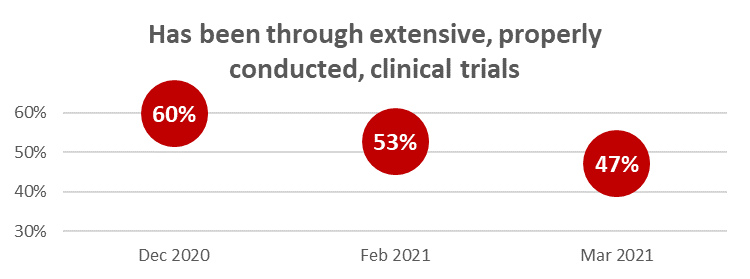 Has been through extensive, properly
conducted, clinical trials
60%
60%
50%
53%
47%
40%
30%
Dec 2020 Feb 2021 Mar 2021